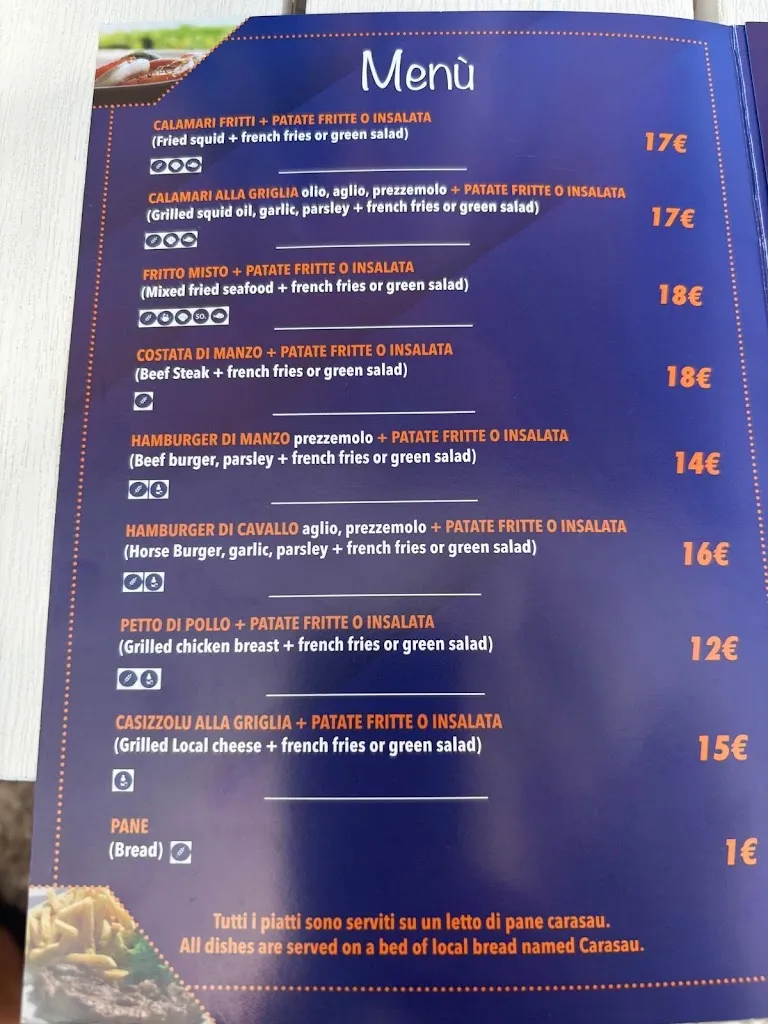 Menù
CALAMARI FRITTI + PATATE FRITTE O INSALATA
(Fried squid + french fries or green salad)
17€
CALAMARI ALLA GRIGLIA olio, aglio, prezzemolo + PATATE FRITTE O INSALATA
(Grilled squid oil, garlic, parsley + french fries or green salad)
17€
FRITTO MISTO + PATATE FRITTE O INSALATA
(Mixed fried seafood + french fries or green salad)
18€
SO₂
COSTATA DI MANZO + PATATE FRITTE O INSALATA
(Beef Steak + french fries or green salad)
18€
HAMBURGER DI MANZO prezzemolo + PATATE FRITTE O INSALATA
(Beef burger, parsley + french fries or green salad)
14€
HAMBURGER DI CAVALLO aglio, prezzemolo + PATATE FRITTE O INSALATA
(Horse Burger, garlic, parsley + french fries or green salad)
16€
PETTO DI POLLO + PATATE FRITTE O INSALATA
(Grilled chicken breast + french fries or green salad)
12€
CASIZZOLU ALLA GRIGLIA + PATATE FRITTE O INSALATA
(Grilled Local cheese + french fries or green salad)
15€
PANE
(Bread)
1€
Tutti i piatti sono serviti su un letto di pane carasau.
All dishes are served on a bed of local bread named Carasau.